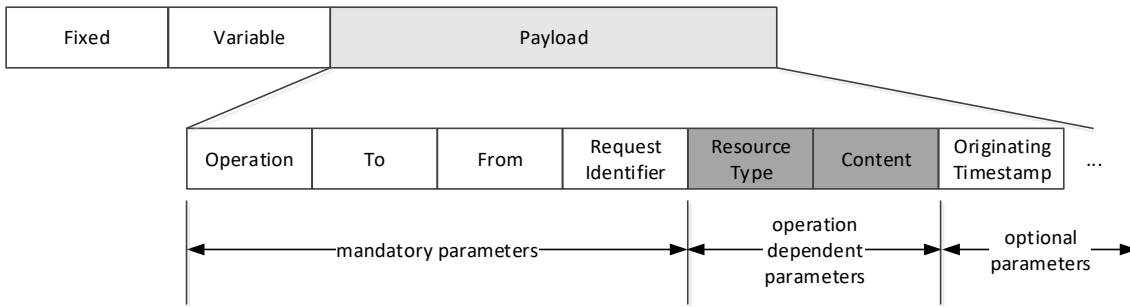 Fixed
Variable
Payload
Operation
To
From
Request
Identifier
Resource
Type
Content
Originating
Timestamp
...
mandatory parameters
operation
dependent
parameters
optional
parameters